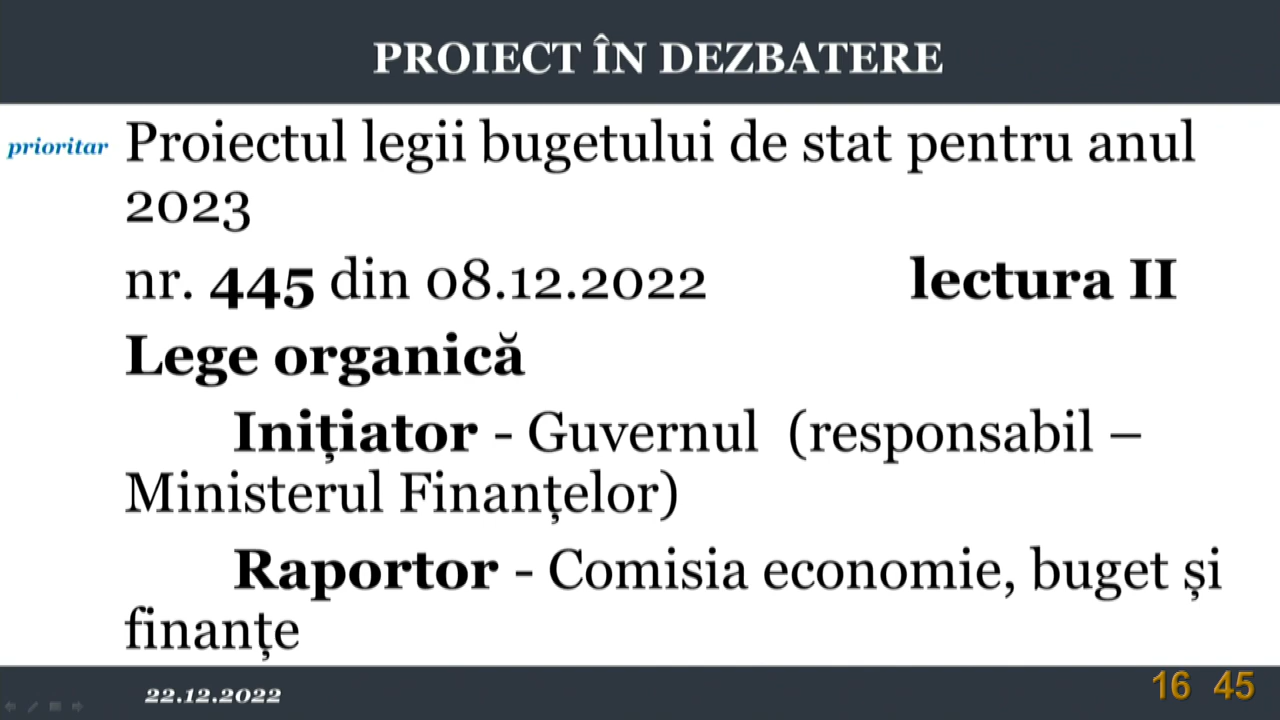 PROIECT ÎN DEZBATERE
prioritar Proiectul legii bugetului de stat pentru anul
2023
nr. 445 din 08.12.2022 lectura II
Lege organică
Inițiator - Guvernul (responsabil –
Ministerul Finanțelor)
Raportor - Comisia economie, buget și
finanțe
22.12.2022 16 45